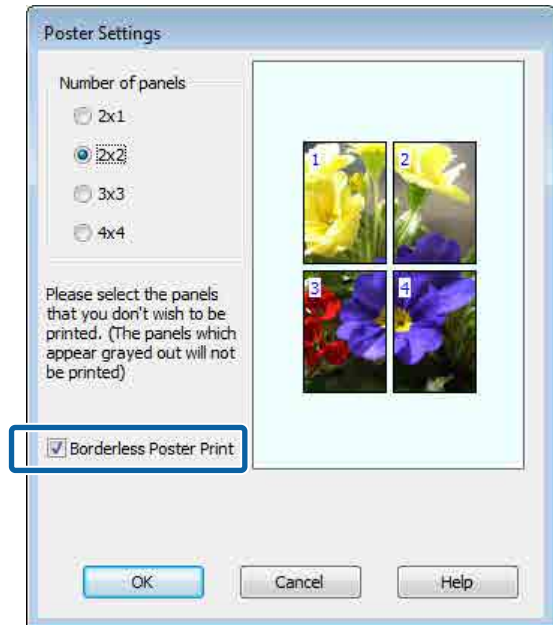 Poster Settings
Number of panels
2x1
2x2
3x3
4x4
Please select the panels
that you don't wish to be
printed. (The panels which
appear grayed out will not
be printed)
Borderless Poster Print
1
2
3
4
OK
Cancel
Help